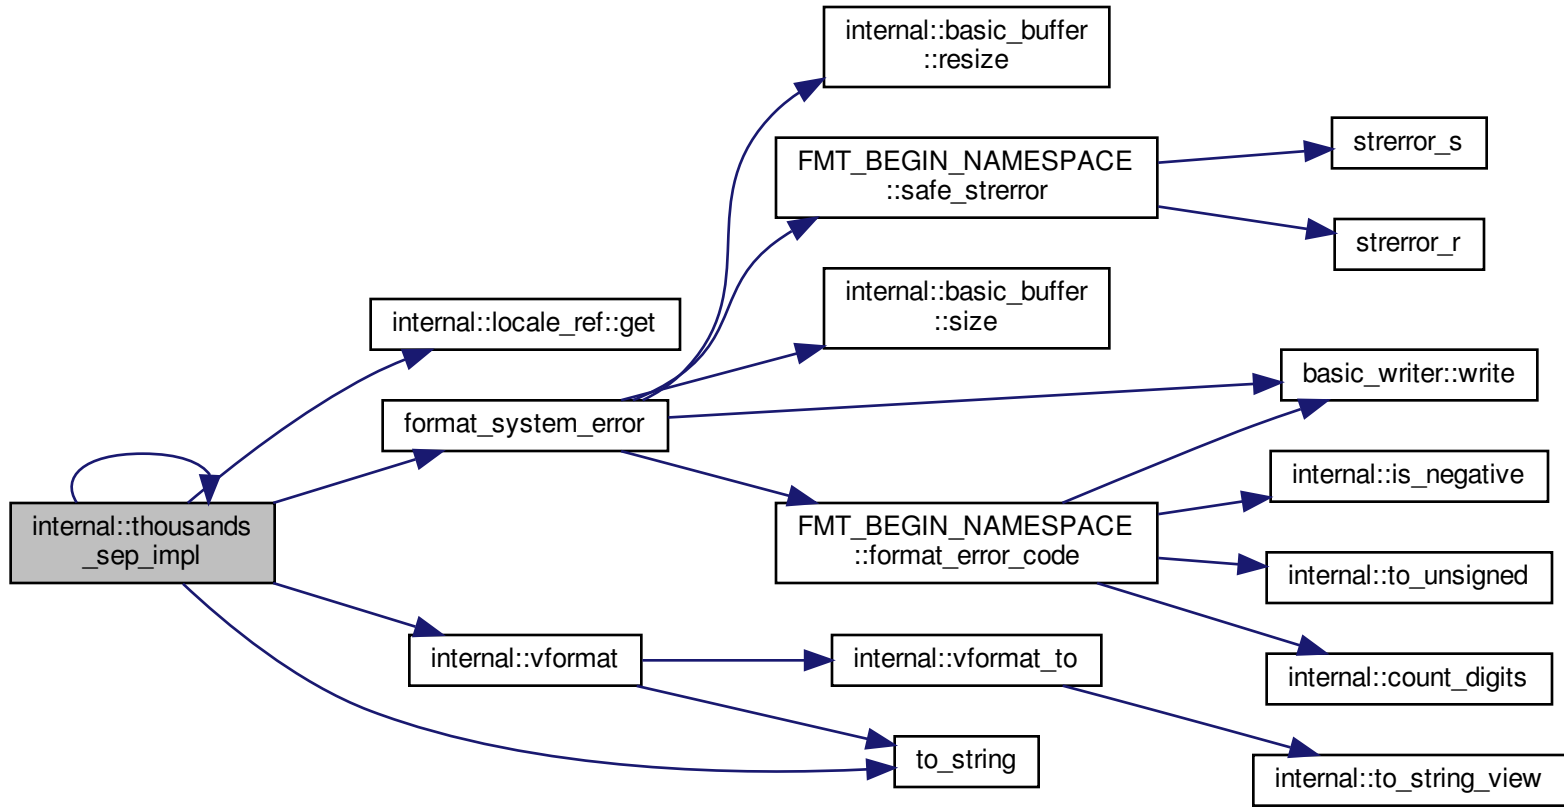 internal::basic_buffer
::resize
FMT_BEGIN_NAMESPACE
::safe_strerror
strerror_s
strerror_r
internal::basic_buffer
::size
internal::locale_ref::get
basic_writer::write
format_system_error
internal::is_negative
internal::thousands
_sep_impl
FMT_BEGIN_NAMESPACE
::format_error_code
internal::to_unsigned
internal::vformat
internal::vformat_to
internal::count_digits
to_string
internal::to_string_view